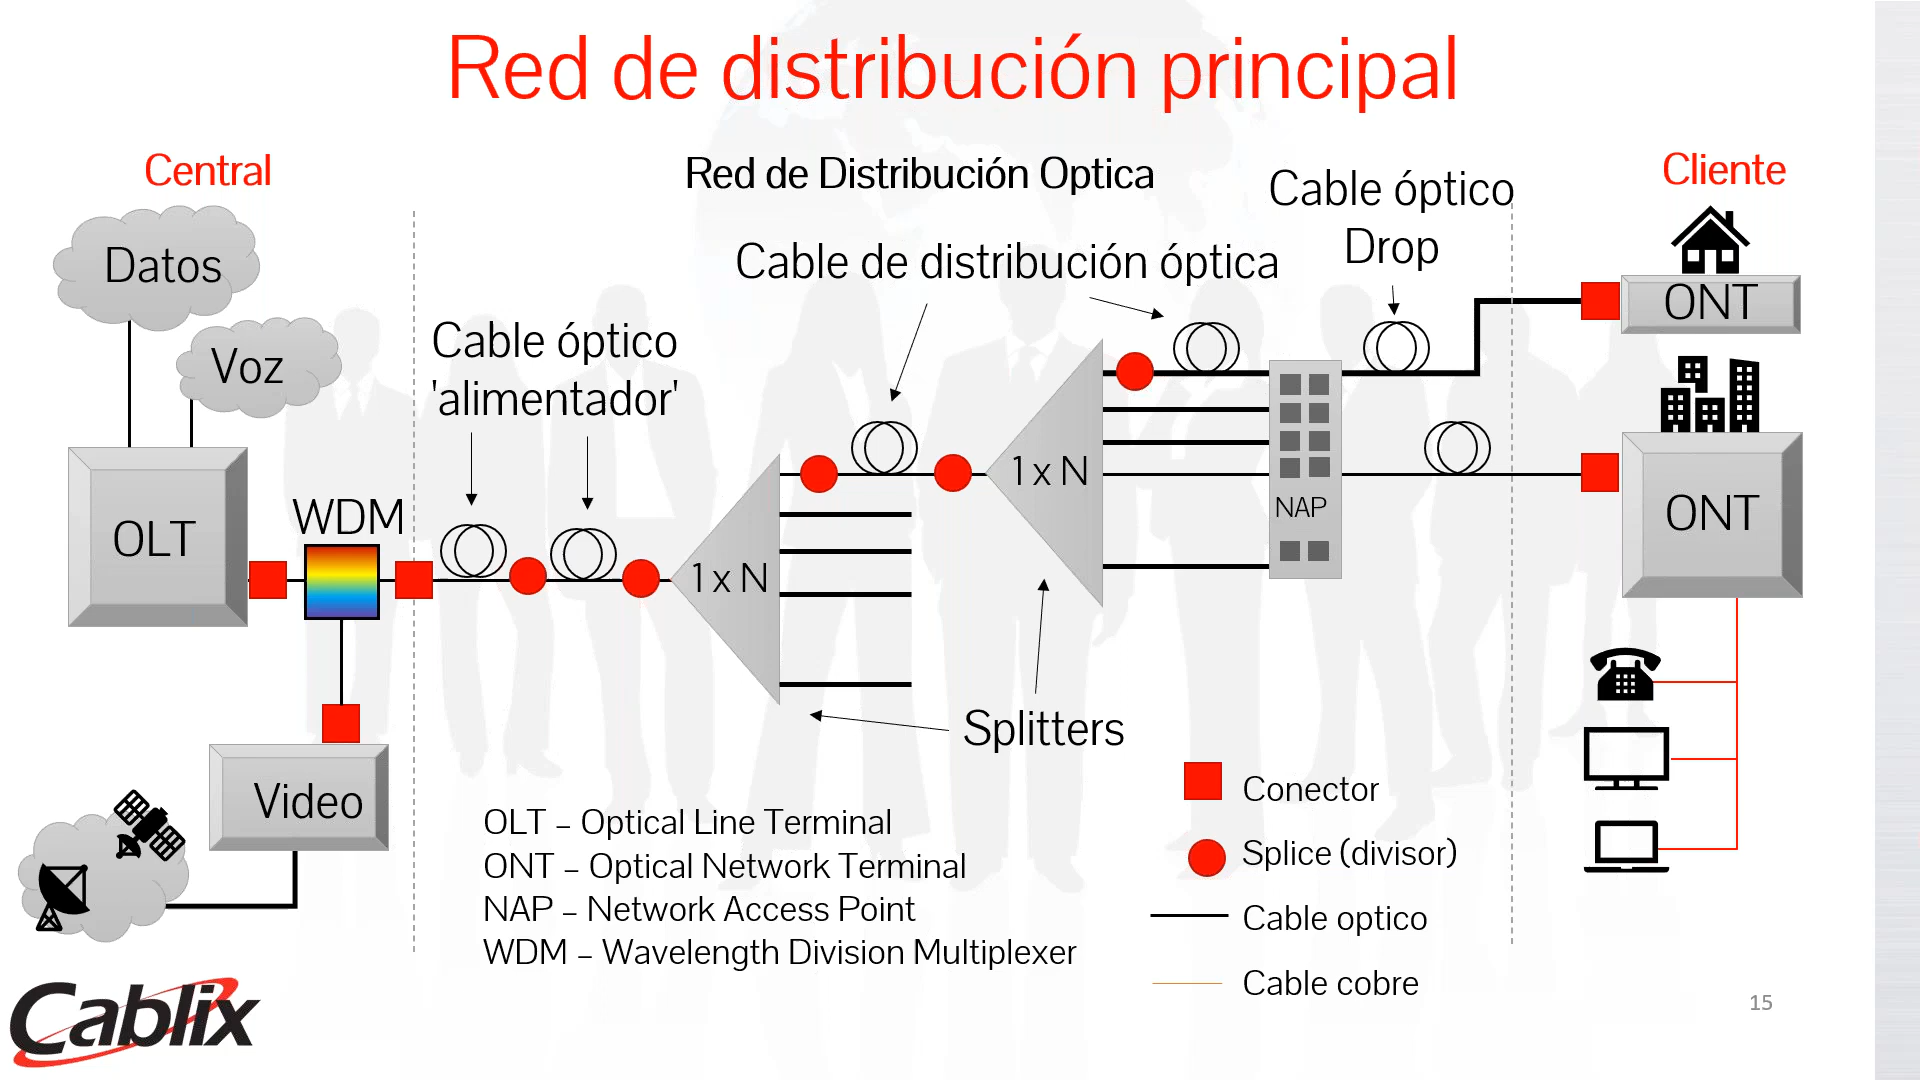 Red de distribución principal
Central
Red de Distribución Optica
Cable óptico
Drop
Cliente
Datos
Voz
Cable óptico
'alimentador'
Cable de distribución óptica
ONT
OLT
WDM
1 x N
1 x N
NAP
ONT
Splitters
Video
OLT – Optical Line Terminal
ONT – Optical Network Terminal
NAP – Network Access Point
WDM – Wavelength Division Multiplexer
Conector
Splice (divisor)
Cable optico
Cable cobre
Cablix
15